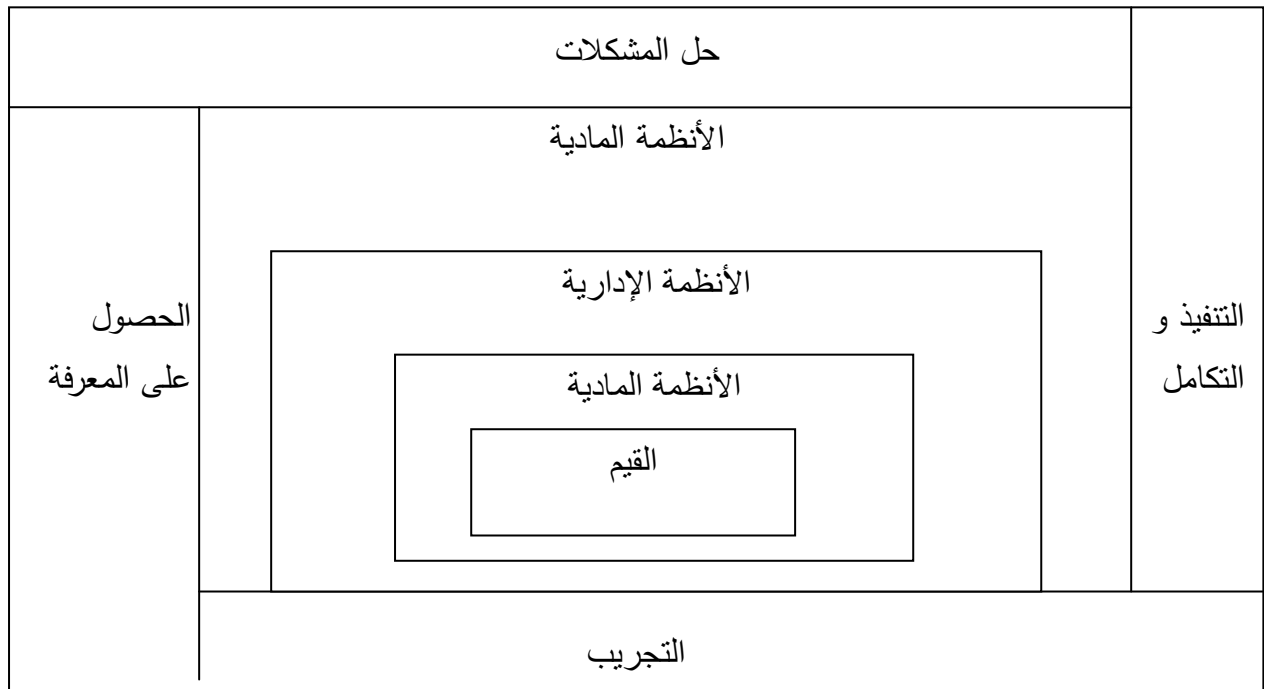 حل المشكلات
الأنظمة المادية
الأنظمة الإدارية
التنفيذ و
التكامل
الحصول
على المعرفة
الأنظمة المادية
القيم
التجريب